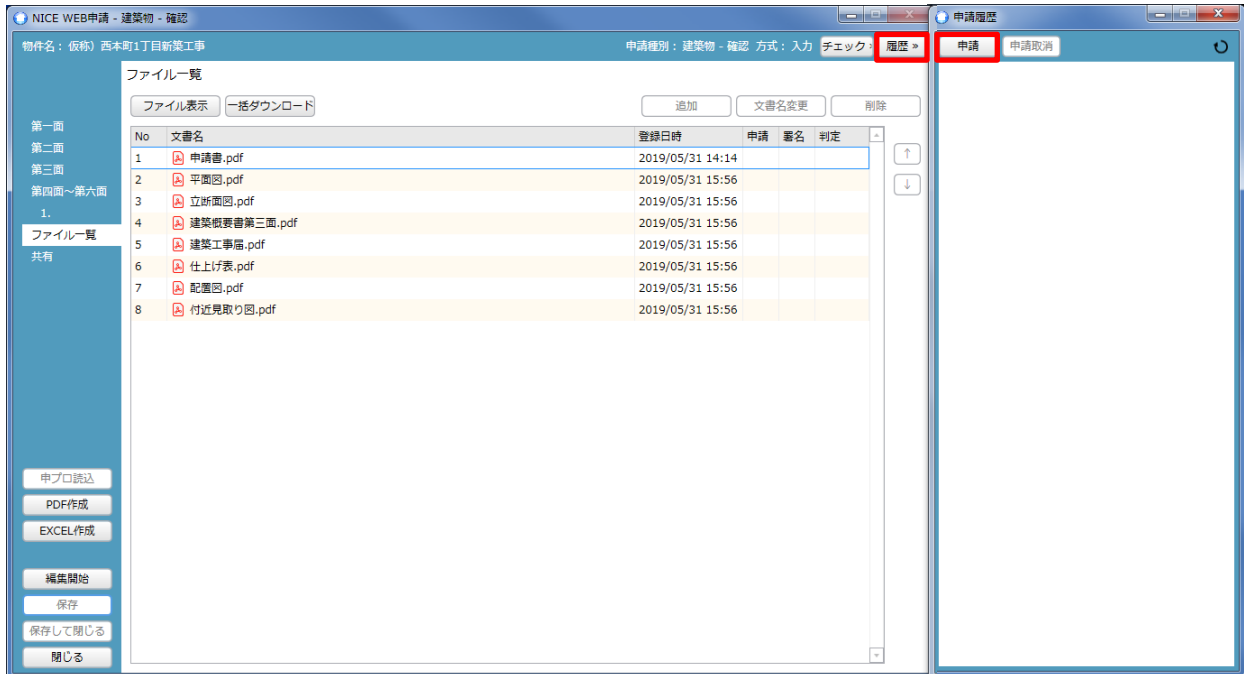 NICE WEB申請 - 建築物 - 確認
物件名： 仮称）西本町1丁目新築工事
申請種別： 建築物 - 確認 方式： 入力
チェック »
履歴 »
第一面
第二面
第三面
第四面～第六面
1.
ファイル一覧
共有
申プロ読込
PDF作成
EXCEL作成
編集開始
保存
保存して閉じる
閉じる
ファイル一覧
ファイル表示 一括ダウンロード 追加 文書名変更 削除
No 文書名 登録日時 申請 署名 判定
1 申請書.pdf 2019/05/31 14:14
2 平面図.pdf 2019/05/31 15:56
3 立断面図.pdf 2019/05/31 15:56
4 建築概要書第三面.pdf 2019/05/31 15:56
5 建築工事届.pdf 2019/05/31 15:56
6 仕上げ表.pdf 2019/05/31 15:56
7 配置図.pdf 2019/05/31 15:56
8 付近見取り図.pdf 2019/05/31 15:56
↑
↓
申請履歴
申請 申請取消